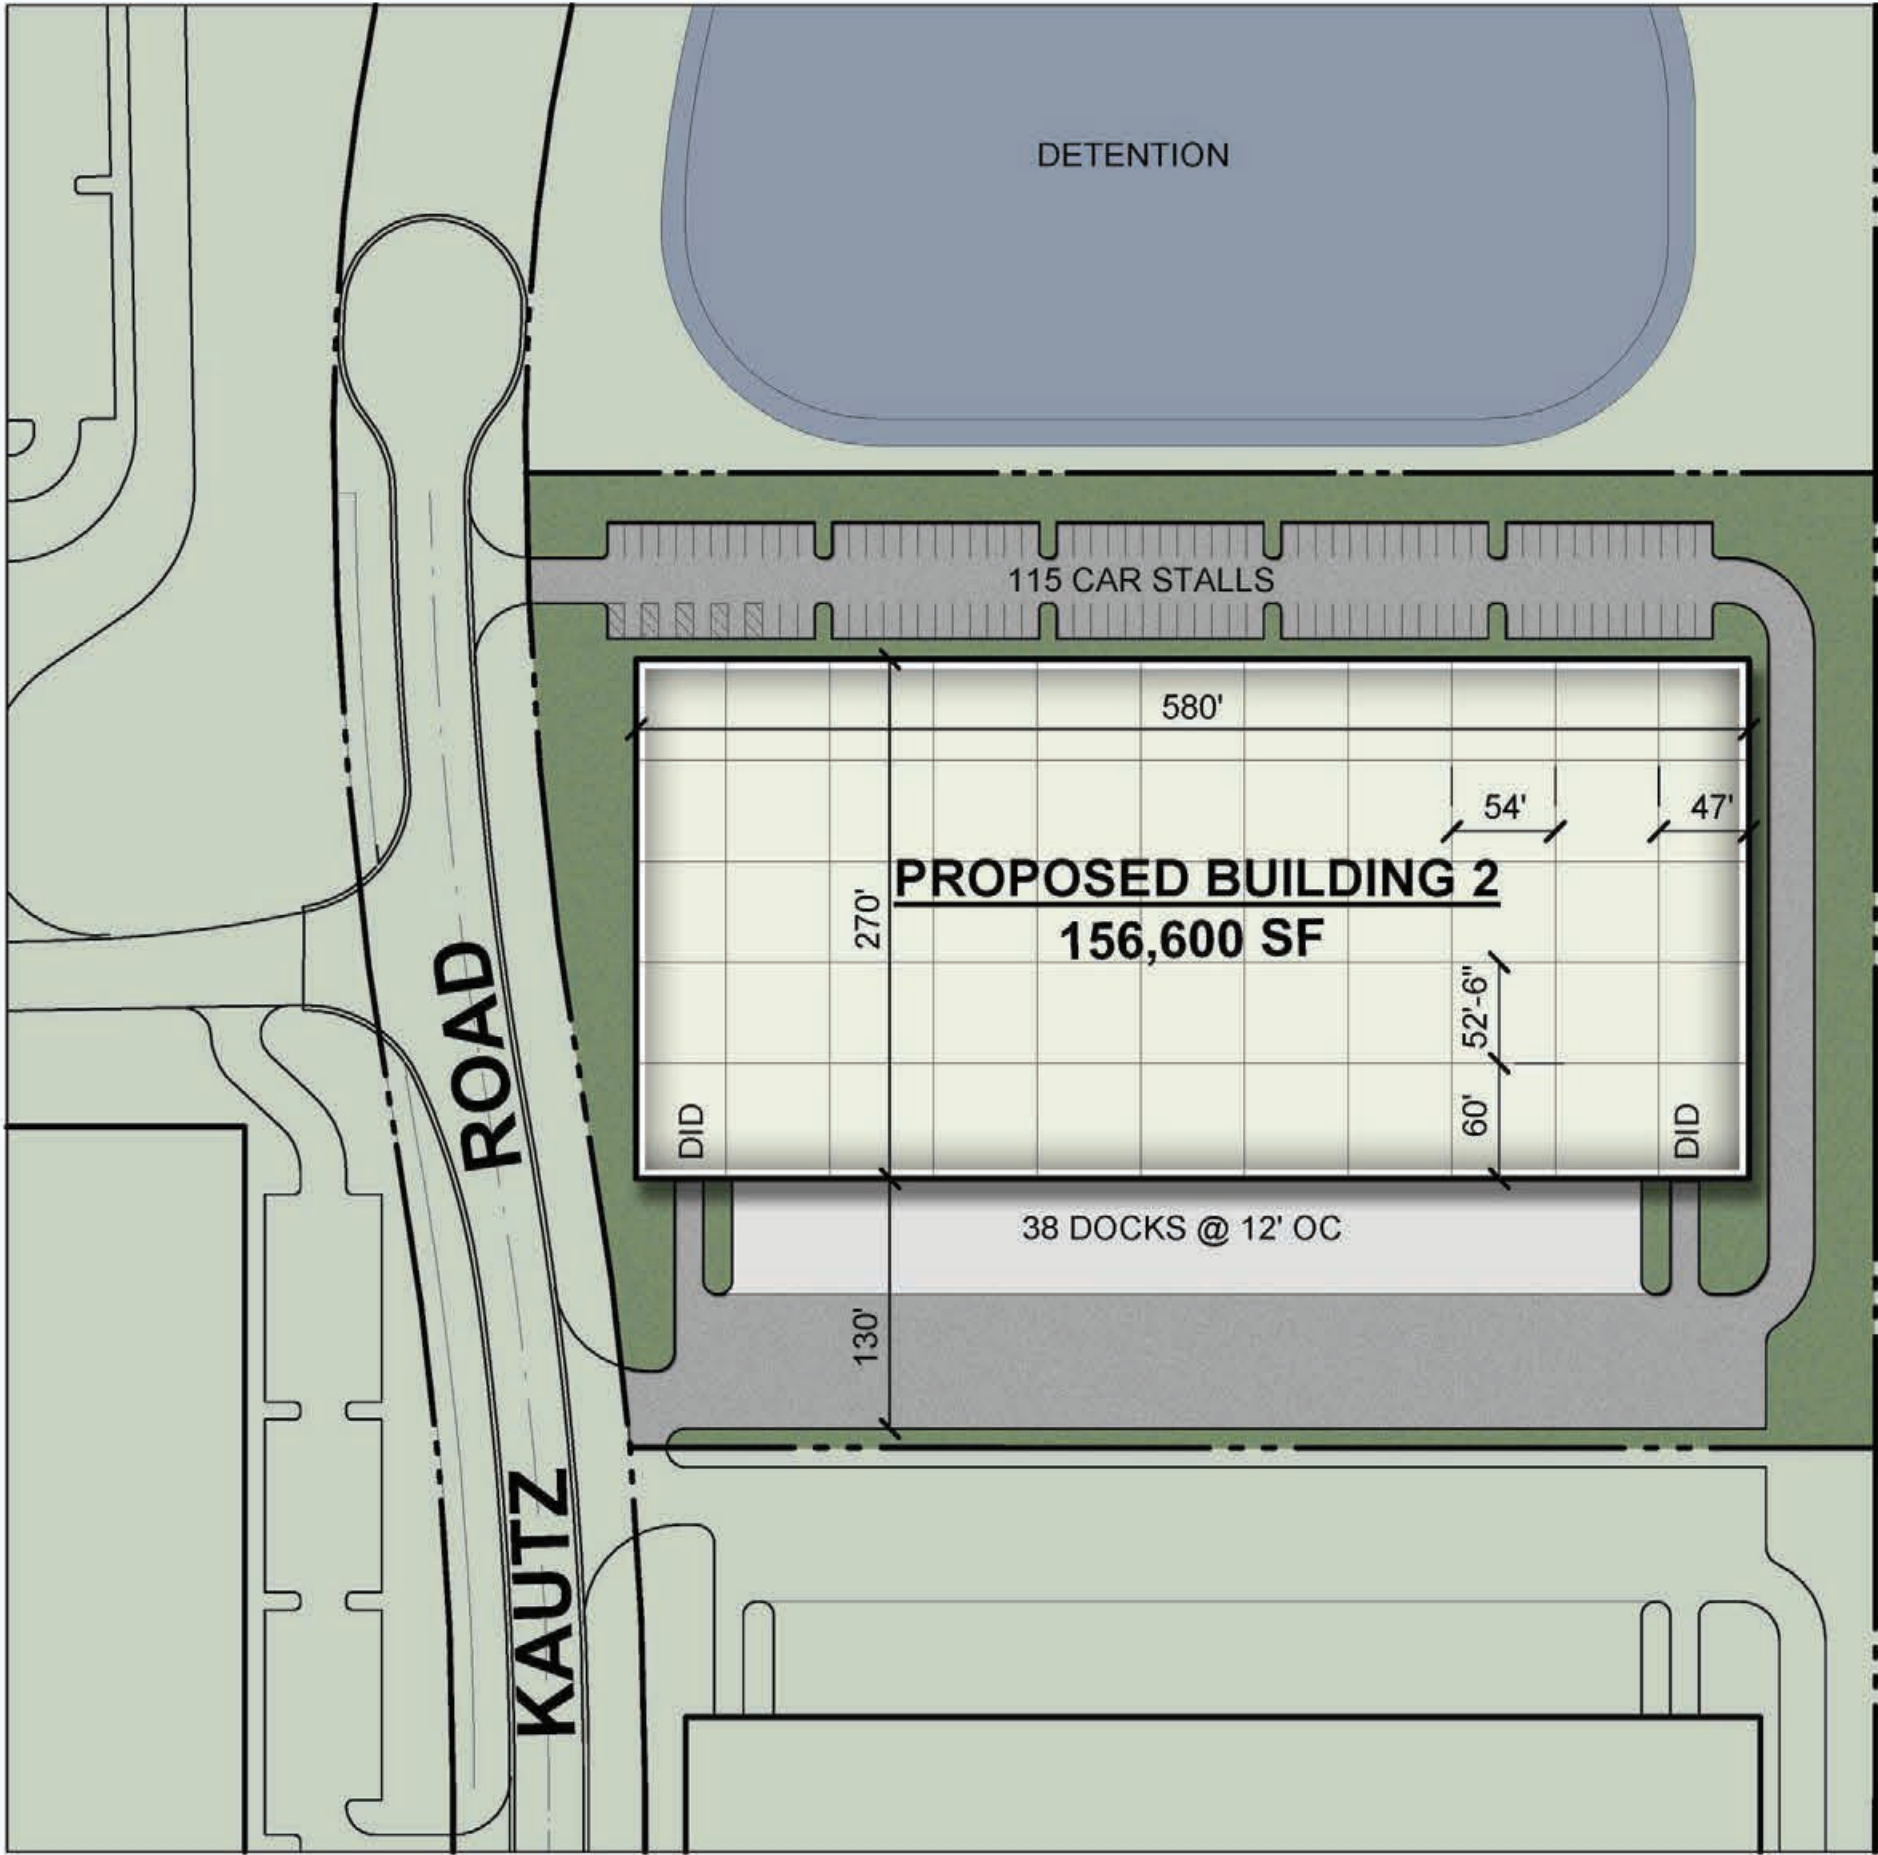 DETENTION
115 CAR STALLS
580'
54'
47'
PROPOSED BUILDING 2
156,600 SF
270'
52'-6"
60'
DID
DID
38 DOCKS @ 12' OC
130'
KAUTZ ROAD